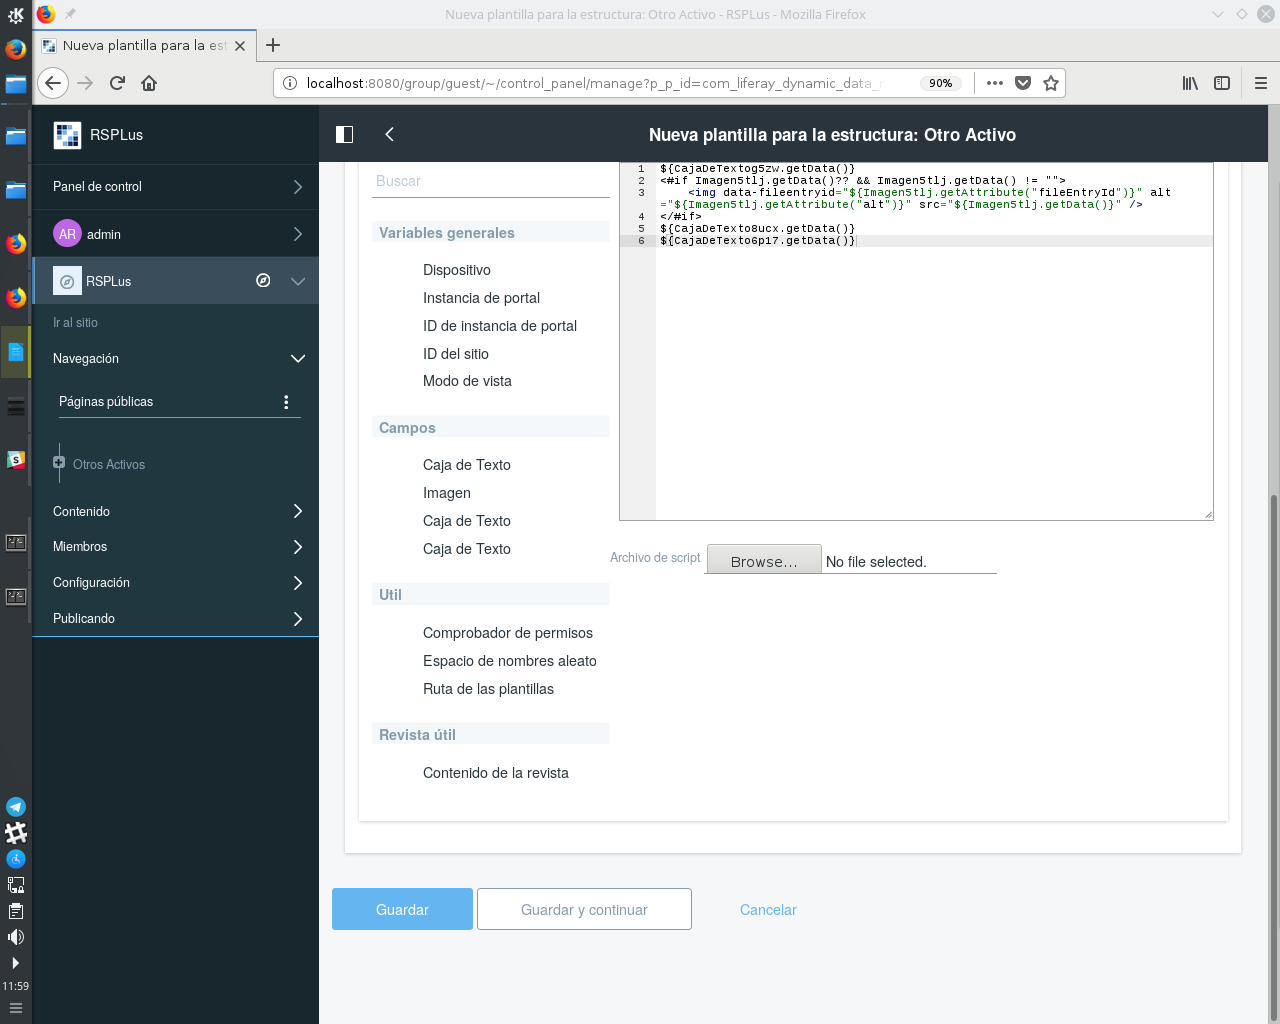 Nueva plantilla para la estructura: Otro Activo - RSPLus - Mozilla Firefox
Nueva plantilla para la est
localhost:8080/group/guest/~/control_panel/manage?p_p_id=com_liferay_dynamic_data_
90%
RSPLus
Nueva plantilla para la estructura: Otro Activo
Panel de control
AR admin
RSPLus
Ir al sitio
Navegación
Páginas públicas
Otros Activos
Contenido
Miembros
Configuración
Publicando
Buscar
Variables generales
Dispositivo
Instancia de portal
ID de instancia de portal
ID del sitio
Modo de vista
Campos
Caja de Texto
Imagen
Caja de Texto
Caja de Texto
Util
Comprobador de permisos
Espacio de nombres aleato
Ruta de las plantillas
Revista útil
Contenido de la revista
1 ${CajaDeTextog5zw.getData()}
2 <#if Imagen5tlj.getData()?? && Imagen5tlj.getData() != "">
3 <img data-fileentryid="${Imagen5tlj.getAttribute("fileEntryId")}" alt
="${Imagen5tlj.getAttribute("alt")}" src="${Imagen5tlj.getData()}" />
4 </#if>
5 ${CajaDeTexto8ucx.getData()}
6 ${CajaDeTexto6p17.getData()}
Archivo de script Browse... No file selected.
Guardar Guardar y continuar Cancelar
11:59